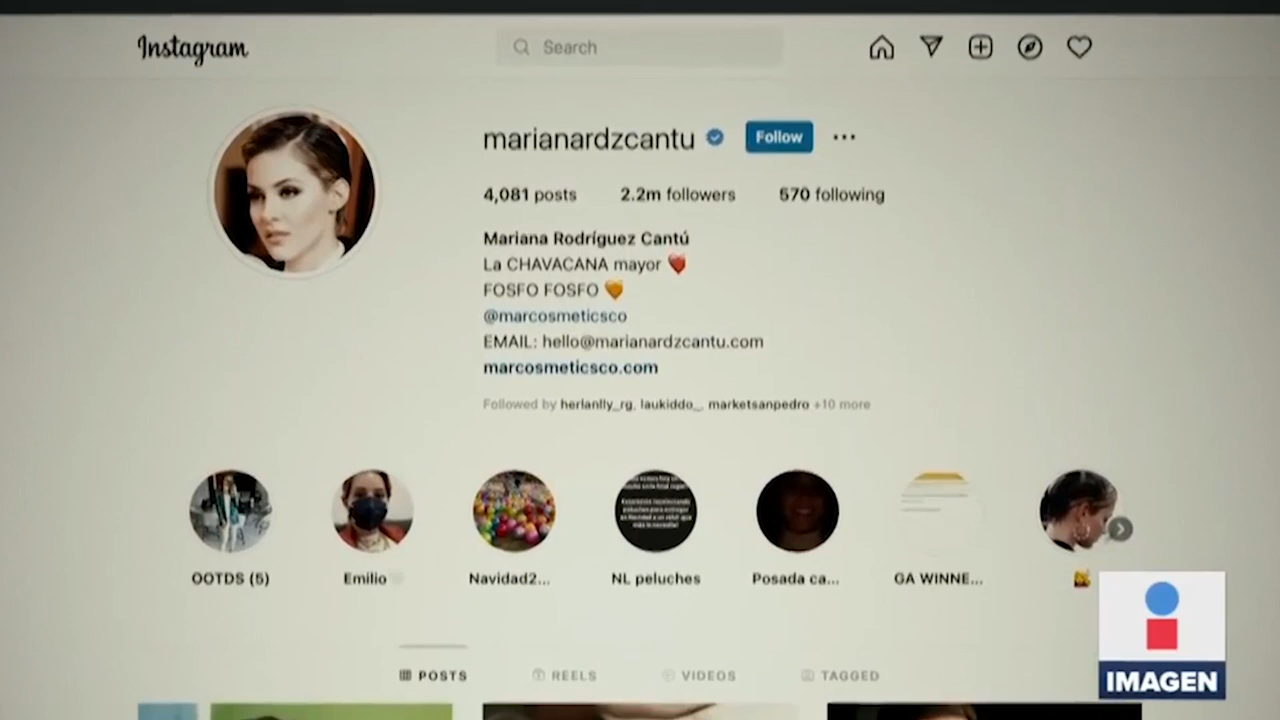 Instagram
Search
marianardzcantu
Follow
4,081 posts
2.2m followers
570 following
Mariana Rodríguez Cantú
La CHAVACANA mayor ❤️
FOSFO FOSFO 🧡
@marcosmeticsco
EMAIL: hello@marianardzcantu.com
marcosmeticsco.com
Followed by herlanlly_rg, laukiddo_, marketsanpedro +10 more
OOTDS (5)
Emilio
Navidad2...
NL peluches
Posada ca...
GA WINNE...
POSTS
REELS
VIDEOS
TAGGED
IMAGEN